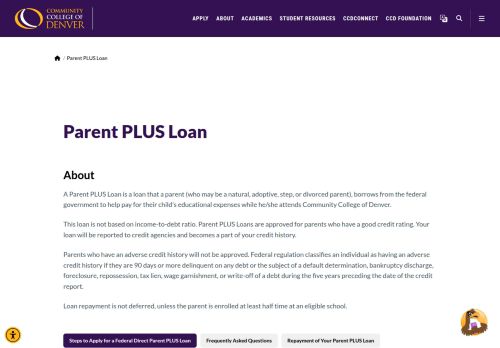 COMMUNITY
COLLEGE OF
DENVER
APPLY ABOUT ACADEMICS STUDENT RESOURCES CCDCONNECT CCD FOUNDATION
/ Parent PLUS Loan
Parent PLUS Loan
About
A Parent PLUS Loan is a loan that a parent (who may be a natural, adoptive, step, or divorced parent), borrows from the federal
government to help pay for their child's educational expenses while he/she attends Community College of Denver.
This loan is not based on income-to-debt ratio. Parent PLUS Loans are approved for parents who have a good credit rating. Your
loan will be reported to credit agencies and becomes a part of your credit history.
Parents who have an adverse credit history will not be approved. Federal regulation classifies an individual as having an adverse
credit history if they are 90 days or more delinquent on any debt or the subject of a default determination, bankruptcy discharge,
foreclosure, repossession, tax lien, wage garnishment, or write-off of a debt during the five years preceding the date of the credit
report.
Loan repayment is not deferred, unless the parent is enrolled at least half time at an eligible school.
Steps to Apply for a Federal Direct Parent PLUS Loan Frequently Asked Questions Repayment of Your Parent PLUS Loan